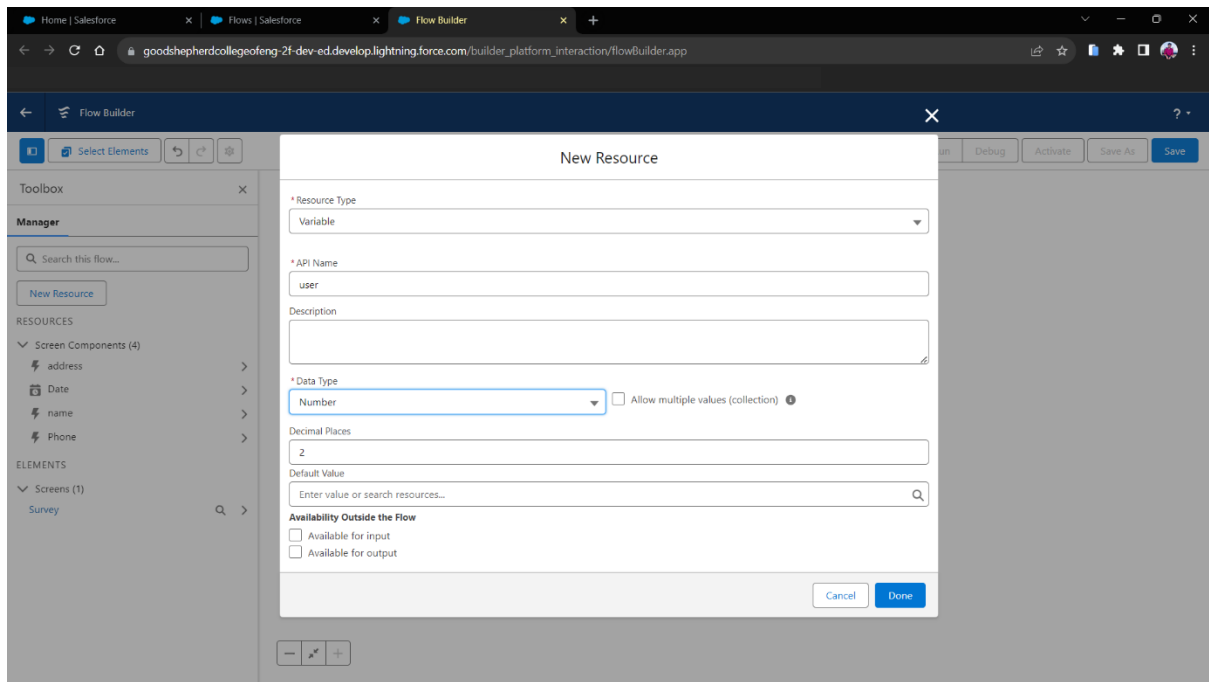 Home | Salesforce
Flows | Salesforce
Flow Builder
goodshepherdcollegeofeng-2f-dev-ed.develop.lightning.force.com/builder_platform_interaction/flowBuilder.app
Flow Builder
?
Select Elements
New Resource
un
Debug
Activate
Save As
Save
Toolbox
Manager
Search this flow...
New Resource
RESOURCES
Screen Components (4)
address
Date
name
Phone
ELEMENTS
Screens (1)
Survey
* Resource Type
Variable
* API Name
user
Description
* Data Type
Number
Allow multiple values (collection)
Decimal Places
2
Default Value
Enter value or search resources...
Availability Outside the Flow
Available for input
Available for output
Cancel
Done